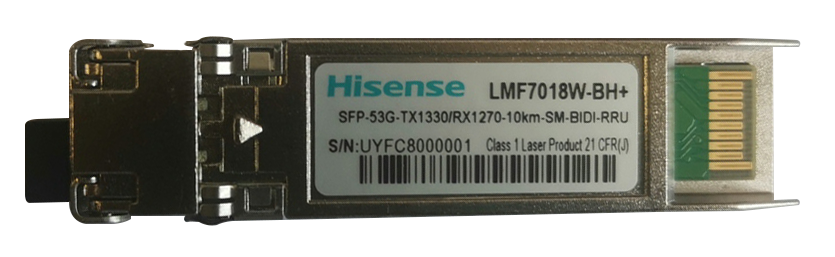 Hisense LMF7018W-BH+
SFP-53G-TX1330/RX1270-10km-SM-BIDI-RRU
S/N:UYFC8000001 Class 1 Laser Product 21 CFR(J)